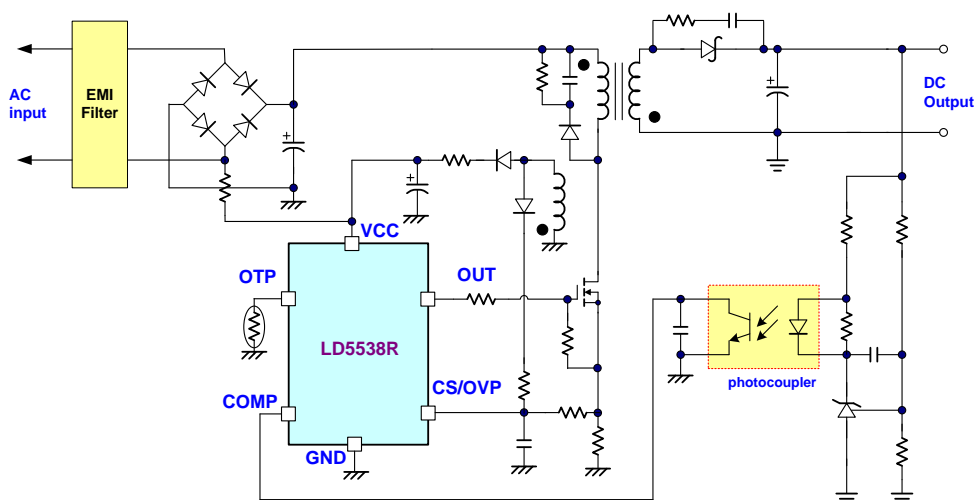 AC
input
EMI
Filter
DC
Output
+
+
+
VCC
OTP
OUT
LD5538R
photocoupler
CS/OVP
COMP
GND